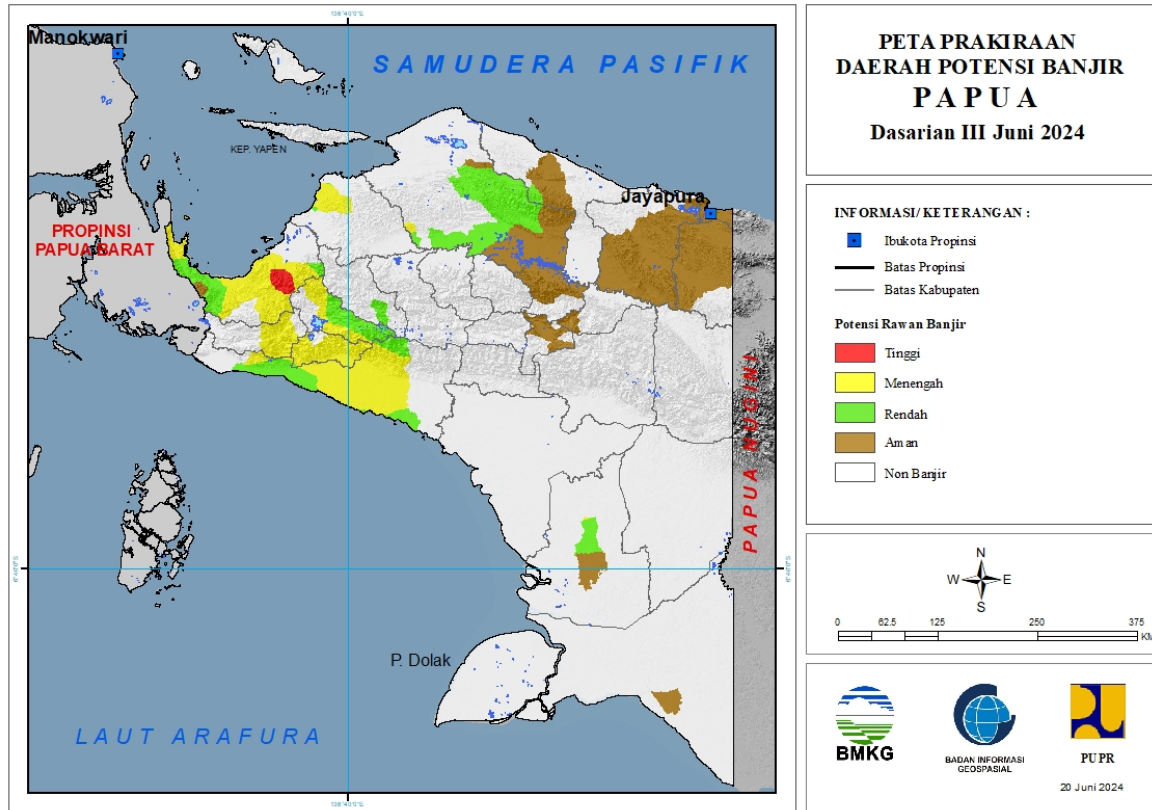 PETA PRAKIRAAN
DAERAH POTENSI BANJIR
PAPUA
Dasarian III Juni 2024
Manokwari
SAMUDERA PASIFIK
KEP. YAPEN
Jayapura
PROPINSI
PAPUA BARAT
PAPUA NUGINI
P. Dolak
LAUT ARAFURA
INFORMASI/KETERANGAN :
Ibukota Propinsi
Batas Propinsi
Batas Kabupaten
Potensi Rawan Banjir
Tinggi
Menengah
Rendah
Aman
Non Banjir
N
W E
S
0 62.5 125 250 375
KM
BMKG
BADAN INFORMASI
GEOSPASIAL
PUPR
20 Juni 2024